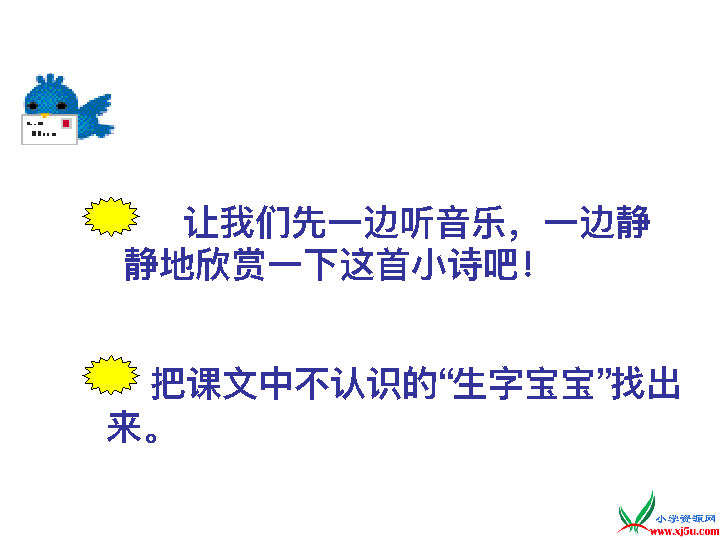 让我们先一边听音乐，一边静
静地欣赏一下这首小诗吧！
把课文中不认识的“生字宝宝”找出
来。
小学资源网
www.xj5u.com